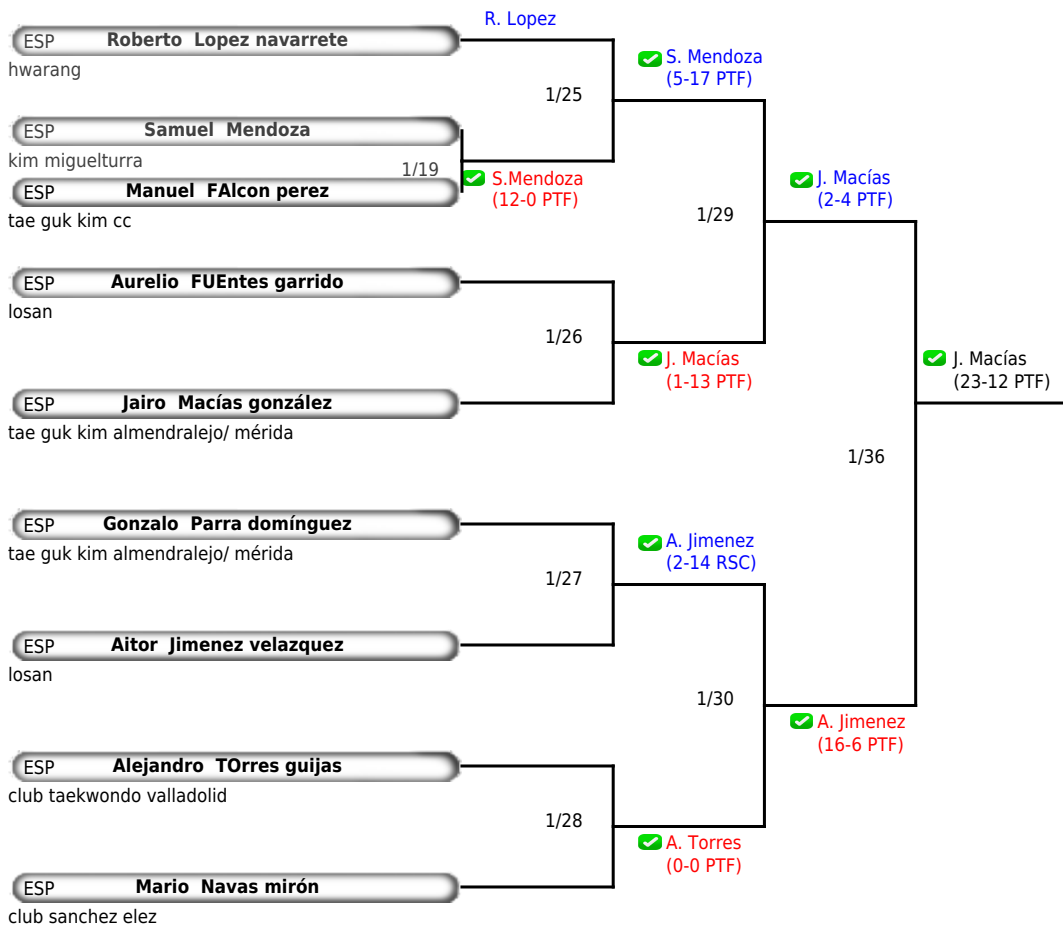 R. Lopez
ESP Roberto Lopez navarrete
hwarang
S. Mendoza
(5-17 PTF)
1/25
ESP Samuel Mendoza
kim miguelturra
1/19
S.Mendoza
(12-0 PTF)
ESP Manuel FAlcon perez
tae guk kim cc
J. Macías
(2-4 PTF)
1/29
ESP Aurelio FUEntes garrido
losan
1/26
J. Macías
(1-13 PTF)
J. Macías
(23-12 PTF)
ESP Jairo Macías gonzález
tae guk kim almendralejo/ mérida
1/36
ESP Gonzalo Parra domínguez
tae guk kim almendralejo/ mérida
A. Jimenez
(2-14 RSC)
1/27
ESP Aitor Jimenez velazquez
losan
1/30
A. Jimenez
(16-6 PTF)
ESP Alejandro TOrres guijas
club taekwondo valladolid
1/28
A. Torres
(0-0 PTF)
ESP Mario Navas mirón
club sanchez elez